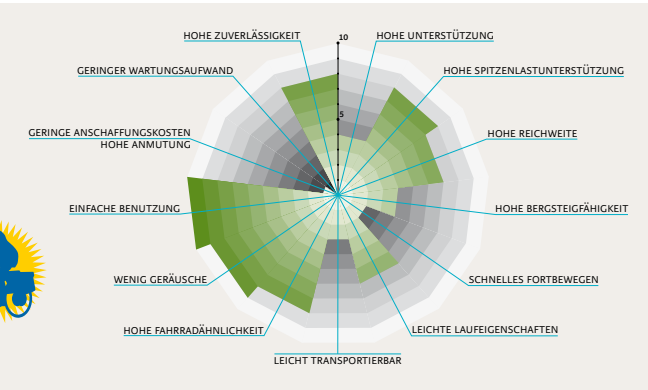 10
HOHE ZUVERLÄSSIGKEIT
HOHE UNTERSTÜTZUNG
GERINGER WARTUNGSAUFWAND
HOHE SPITZENLASTUNTERSTÜTZUNG
5
GERINGE ANSCHAFFUNGSKOSTEN
HOHE ANMUTUNG
HOHE REICHWEITE
EINFACHE BENUTZUNG
HOHE BERGSTEIGFÄHIGKEIT
WENIG GERÄUSCHE
SCHNELLES FORTBEWEGEN
HOHE FAHRRADÄHNLICHKEIT
LEICHTE LAUFEIGENSCHAFTEN
LEICHT TRANSPORTIERBAR